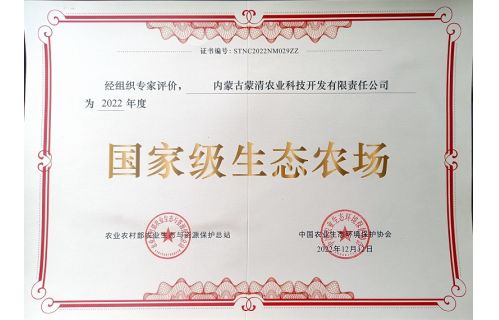 证书编号：STNC2022NM029ZZ
经组织专家评价，内蒙古蒙清农业科技开发有限责任公司
为 2022 年度
国家级生态农场
农业农村部农业生态与资源保护总站 中国农业生态环境保护协会
2022年12月12日